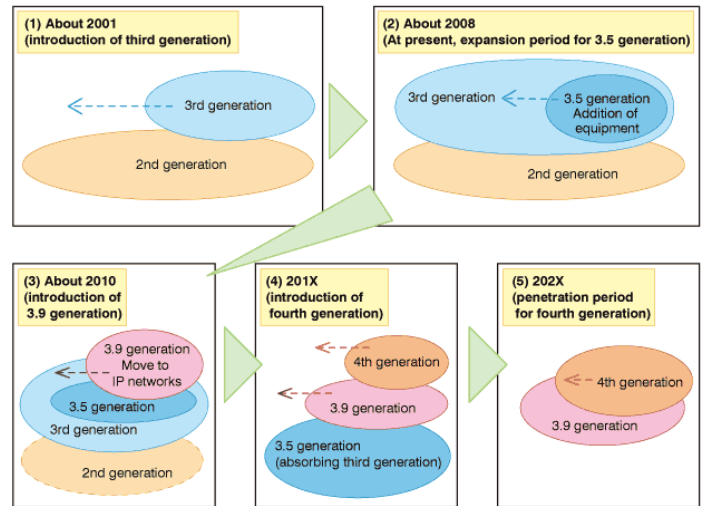 (1) About 2001
(introduction of third generation)
3rd generation
2nd generation
(2) About 2008
(At present, expansion period for 3.5 generation)
3rd generation
3.5 generation
Addition of
equipment
2nd generation
(3) About 2010
(introduction of
3.9 generation)
3.9 generation
Move to
IP networks
3.5 generation
3rd generation
2nd generation
(4) 201X
(introduction of
fourth generation)
4th generation
3.9 generation
3.5 generation
(absorbing third generation)
(5) 202X
(penetration period
for fourth generation)
4th generation
3.9 generation